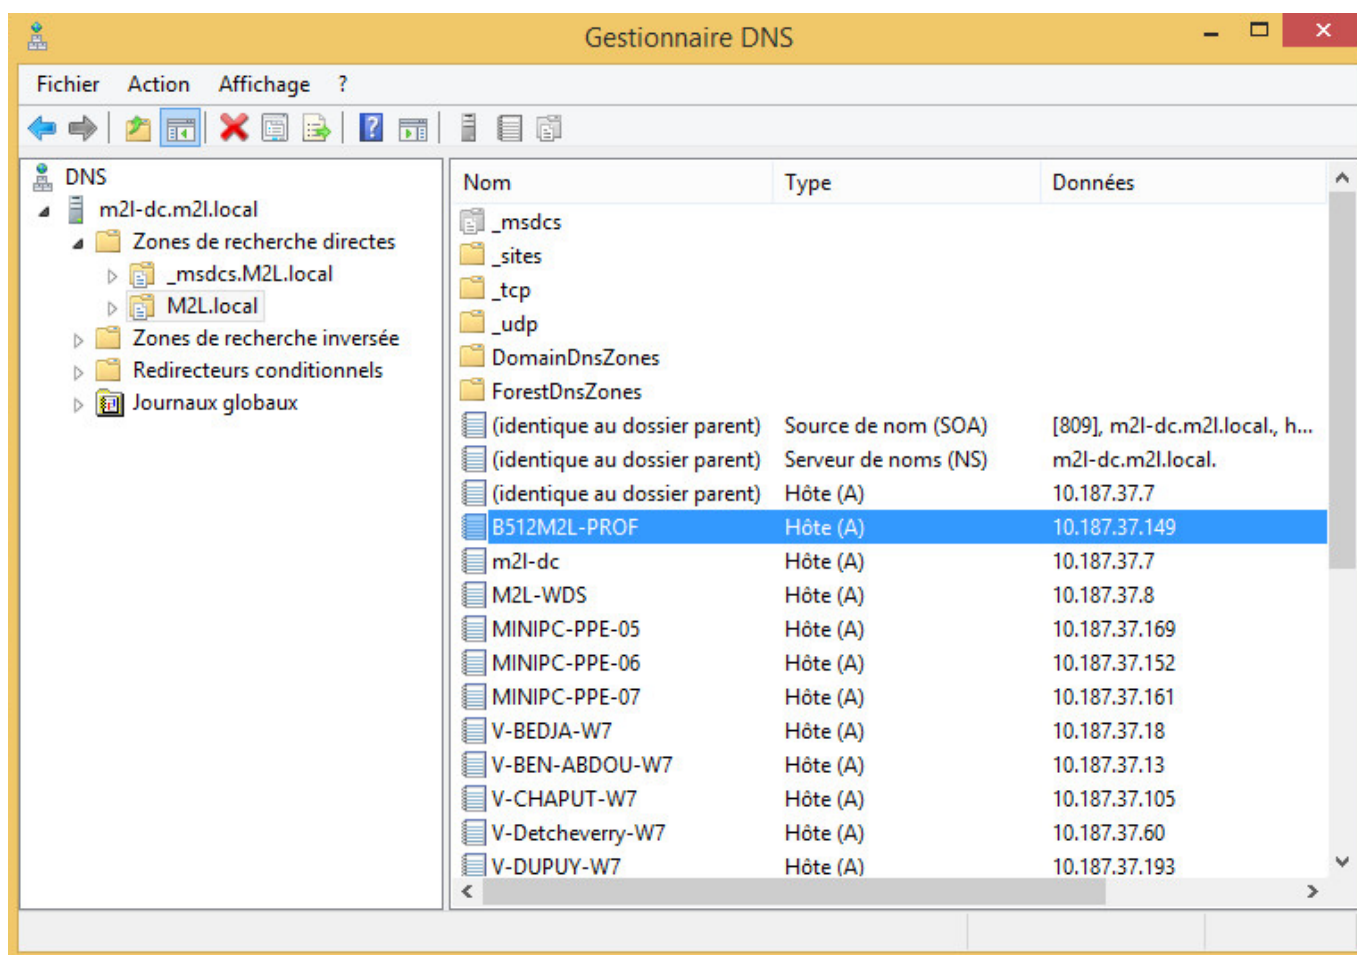 Gestionnaire DNS
Fichier Action Affichage ?
DNS
m2l-dc.m2l.local
Zones de recherche directes
_msdcs.M2L.local
M2L.local
Zones de recherche inversée
Redirecteurs conditionnels
Journaux globaux
Nom Type Données
_msdcs
_sites
_tcp
_udp
DomainDnsZones
ForestDnsZones
(identique au dossier parent) Source de nom (SOA) [809], m2l-dc.m2l.local., h...
(identique au dossier parent) Serveur de noms (NS) m2l-dc.m2l.local.
(identique au dossier parent) Hôte (A) 10.187.37.7
B512M2L-PROF Hôte (A) 10.187.37.149
m2l-dc Hôte (A) 10.187.37.7
M2L-WDS Hôte (A) 10.187.37.8
MINIPC-PPE-05 Hôte (A) 10.187.37.169
MINIPC-PPE-06 Hôte (A) 10.187.37.152
MINIPC-PPE-07 Hôte (A) 10.187.37.161
V-BEDJA-W7 Hôte (A) 10.187.37.18
V-BEN-ABDOU-W7 Hôte (A) 10.187.37.13
V-CHAPUT-W7 Hôte (A) 10.187.37.105
V-Detcheverry-W7 Hôte (A) 10.187.37.60
V-DUPUY-W7 Hôte (A) 10.187.37.193